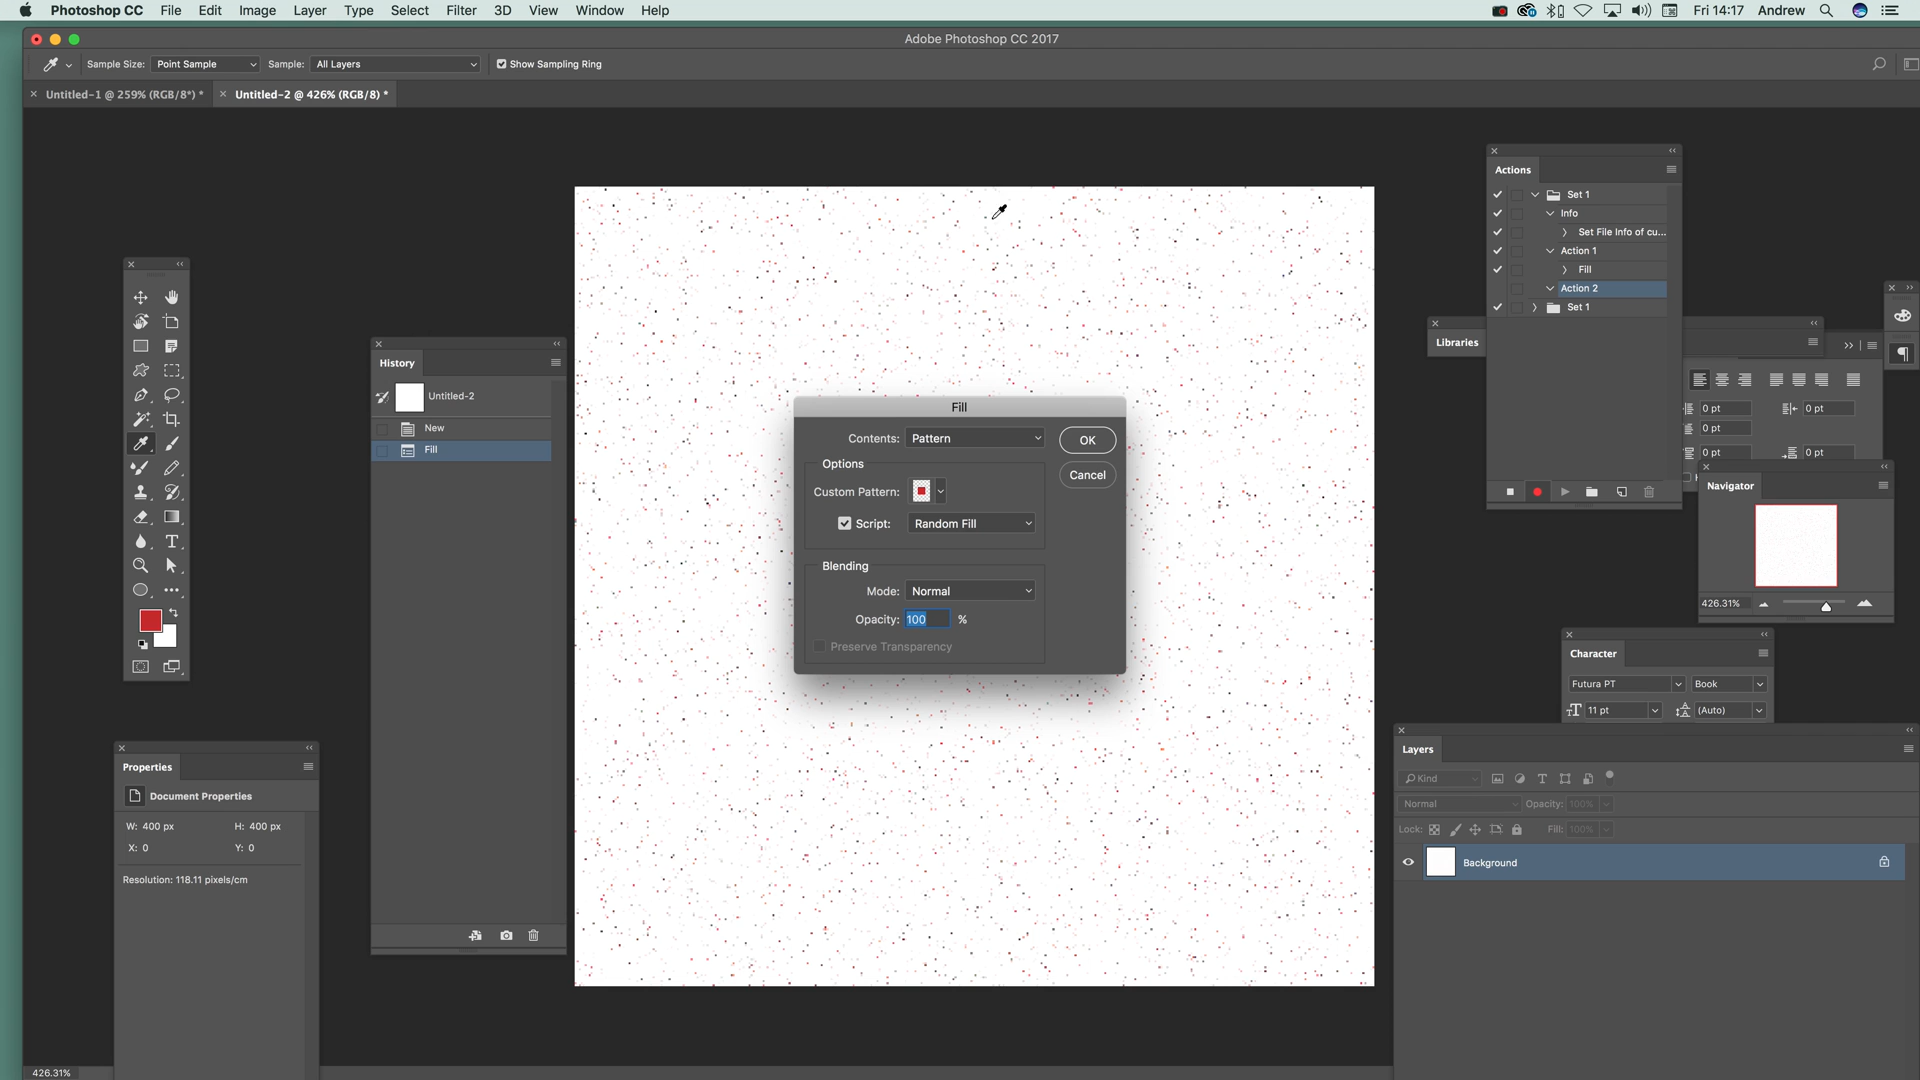 Photoshop CC File Edit Image Layer Type Select Filter 3D View Window Help Fri 14:17 Andrew
Adobe Photoshop CC 2017
Sample Size: Point Sample Sample: All Layers Show Sampling Ring
Untitled-1 @ 259% (RGB/8*) * Untitled-2 @ 426% (RGB/8) *
Actions
Set 1
Info
Set File Info of cu...
Action 1
Fill
Action 2
Set 1
Libraries
History
Untitled-2
New
Fill
Fill
Contents: Pattern OK
Options
Cancel
Custom Pattern:
Script: Random Fill
Blending
Mode: Normal
Opacity: 100 %
Preserve Transparency
0 pt 0 pt
0 pt
0 pt 0 pt
Navigator
426.31%
Character
Futura PT Book
11 pt (Auto)
Properties
Document Properties
W: 400 px H: 400 px
X: 0 Y: 0
Resolution: 118.11 pixels/cm
Layers
Kind
Normal Opacity: 100%
Lock: Fill: 100%
Background
426.31%